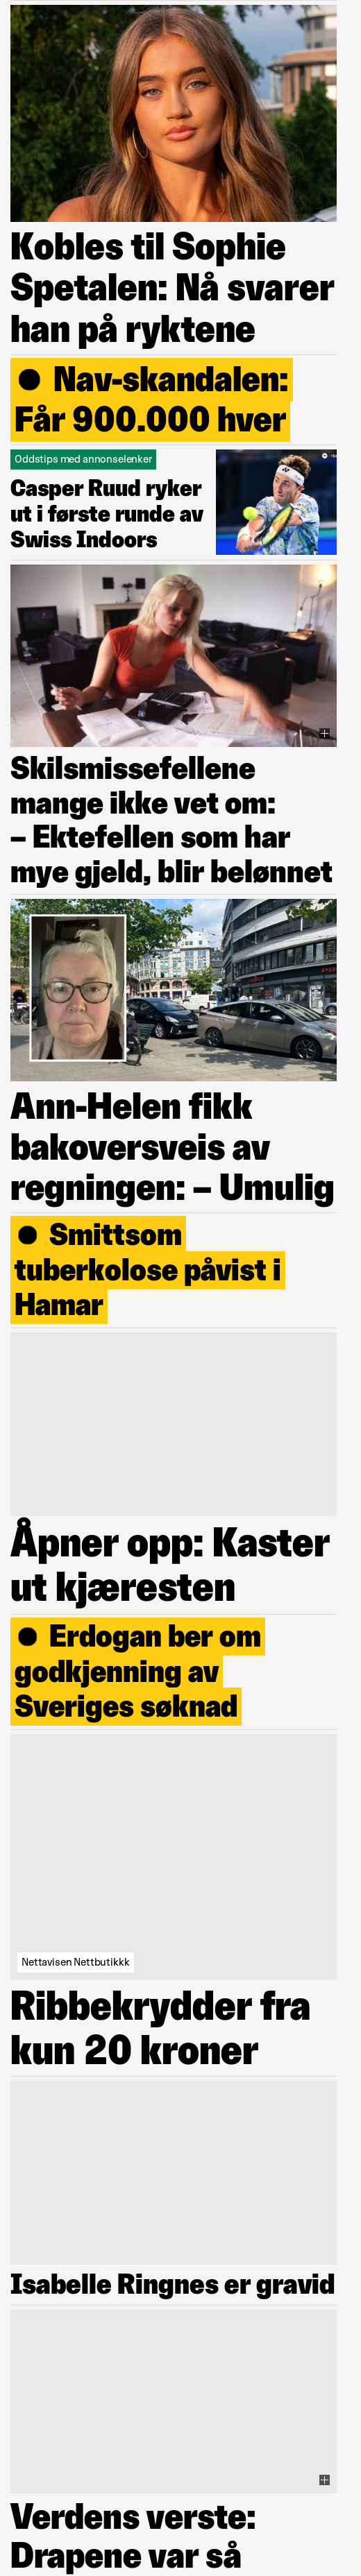 Kobles til Sophie
Spetalen: Nå svarer
han på ryktene
Nav-skandalen:
Får 900.000 hver
Oddstips med annonselenker
Casper Ruud ryker
ut i første runde av
Swiss Indoors
Skilsmissefellene
mange ikke vet om:
– Ektefellen som har
mye gjeld, blir belønnet
Ann-Helen fikk
bakoversveis av
regningen: – Umulig
Smittsom
tuberkolose påvist i
Hamar
Åpner opp: Kaster
ut kjæresten
Erdogan ber om
godkjenning av
Sveriges søknad
Nettavisen Nettbutikkk
Ribbekrydder fra
kun 20 kroner
Isabelle Ringnes er gravid
Verdens verste:
Drapene var så